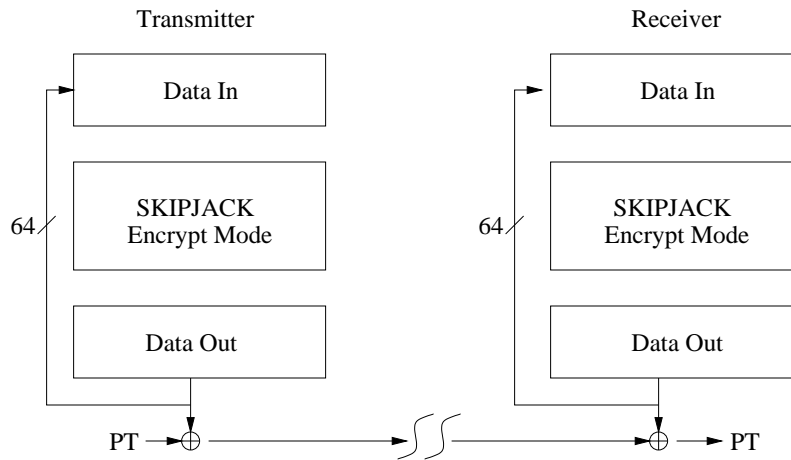 Transmitter
Receiver
Data In
Data In
SKIPJACK
Encrypt Mode
SKIPJACK
Encrypt Mode
64
64
Data Out
Data Out
PT
PT